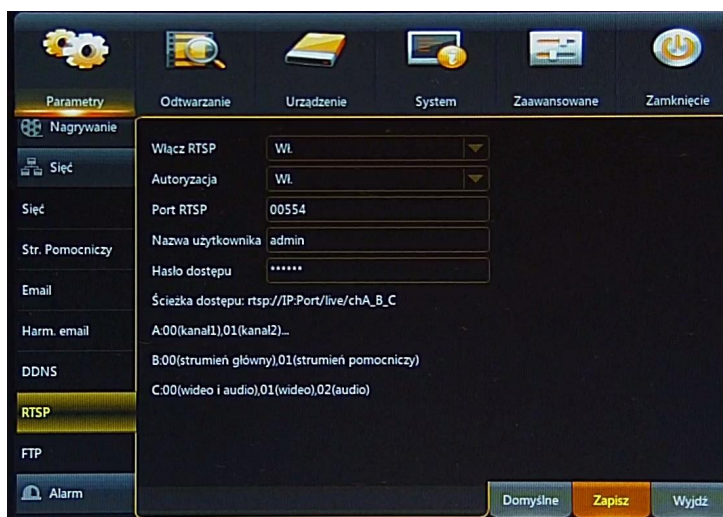 Parametry
Odtwarzanie
Urządzenie
System
Zaawansowane
Zamknięcie
Nagrywanie
Sieć
Sieć
Str. Pomocniczy
Email
Harm. email
DDNS
RTSP
FTP
Alarm
Włącz RTSP Wł.
Autoryzacja Wł.
Port RTSP 00554
Nazwa użytkownika admin
Hasło dostępu ••••••
Ścieżka dostępu: rtsp://IP:Port/live/chA_B_C
A:00(kanał1),01(kanał2)...
B:00(strumień główny),01(strumień pomocniczy)
C:00(wideo i audio),01(wideo),02(audio)
Domyślne
Zapisz
Wyjdź